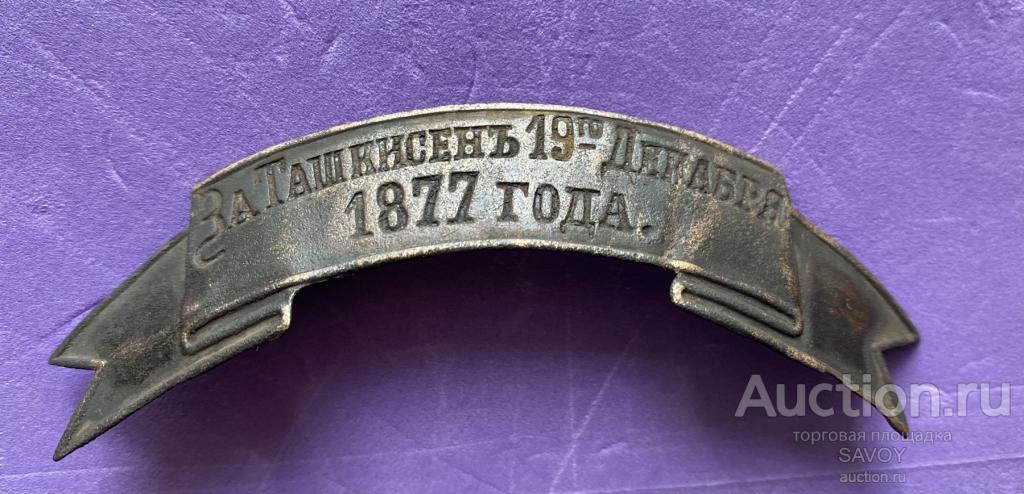 За Ташкисенъ 19го Декабря
1877 года.
Auction.ru
торговая площадка
SAVOY
auction.ru